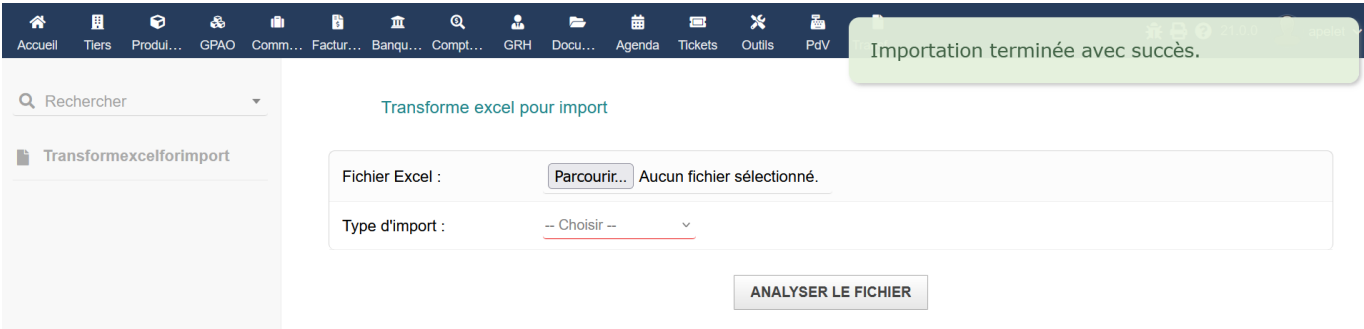 Accueil Tiers Produi... GPAO Comm... Factur... Banqu... Compt... GRH Docu... Agenda Tickets Outils PdV
Importation terminée avec succès.
Rechercher
Transforme excel pour import
Transformexcelforimport
Fichier Excel : Parcourir... Aucun fichier sélectionné.
Type d'import : -- Choisir --
ANALYSER LE FICHIER